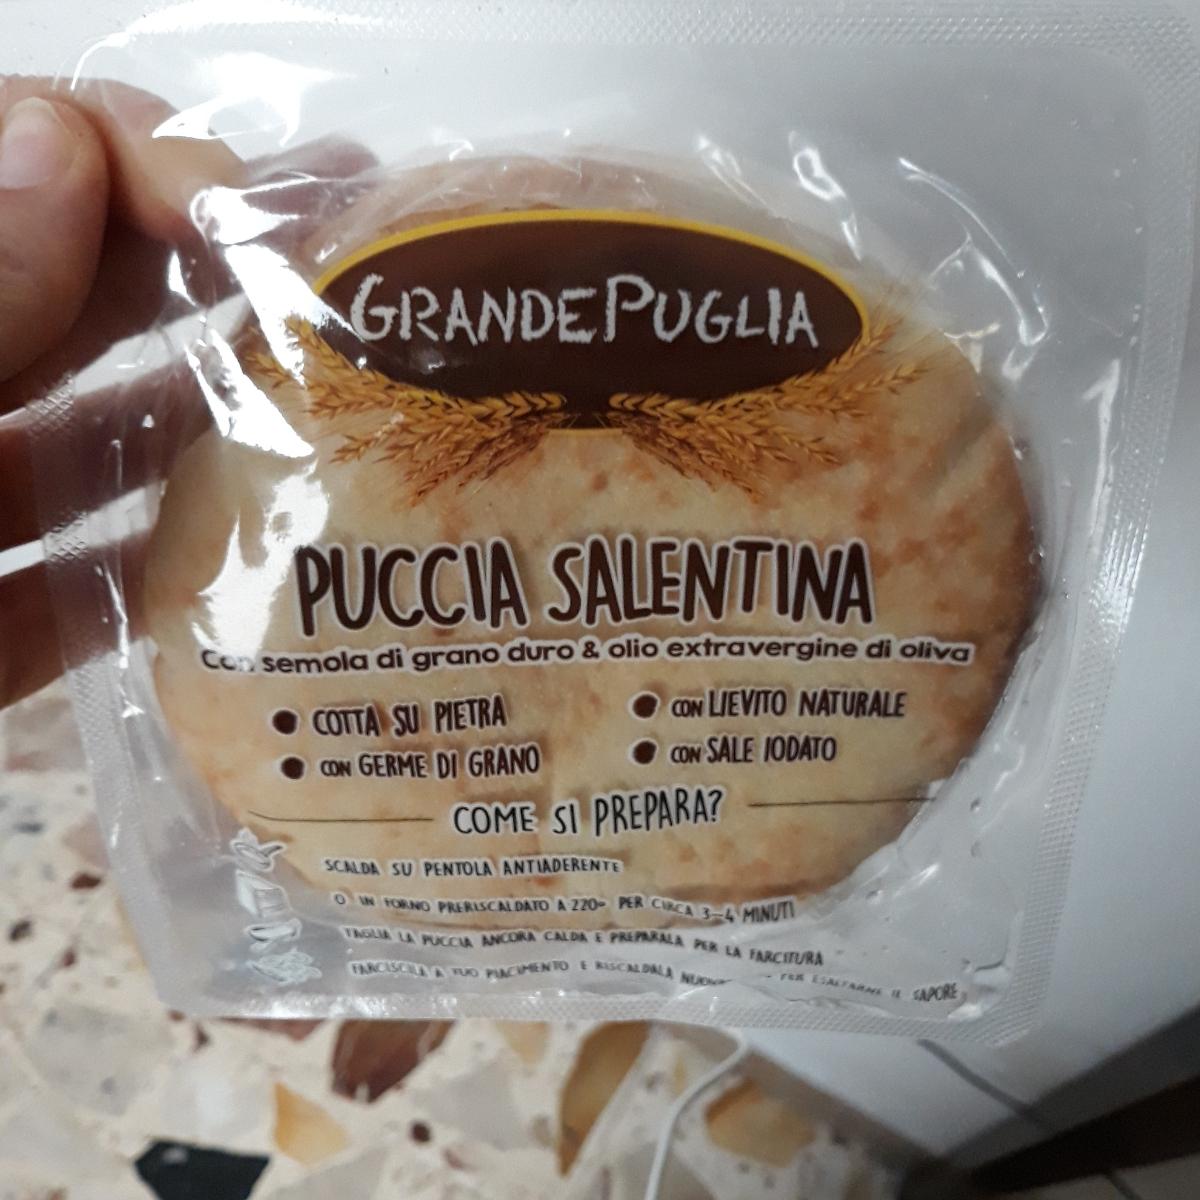 GRANDEPUGLIA
PUCCIA SALENTINA
Con semola di grano duro & olio extravergine di oliva
COTTA SU PIETRA
CON LIEVITO NATURALE
CON GERME DI GRANO
CON SALE IODATO
COME SI PREPARA?
SCALDA SU PENTOLA ANTIADERENTE
O IN FORNO PRERISCALDATO A 220° PER CIRCA 3-4 MINUTI
TAGLIA LA PUCCIA ANCORA CALDA E PREPARALA PER LA FARCITURA
FARCISCILA A TUO PIACIMENTO E RISCALDALA PER ESALTARNE IL SAPORE